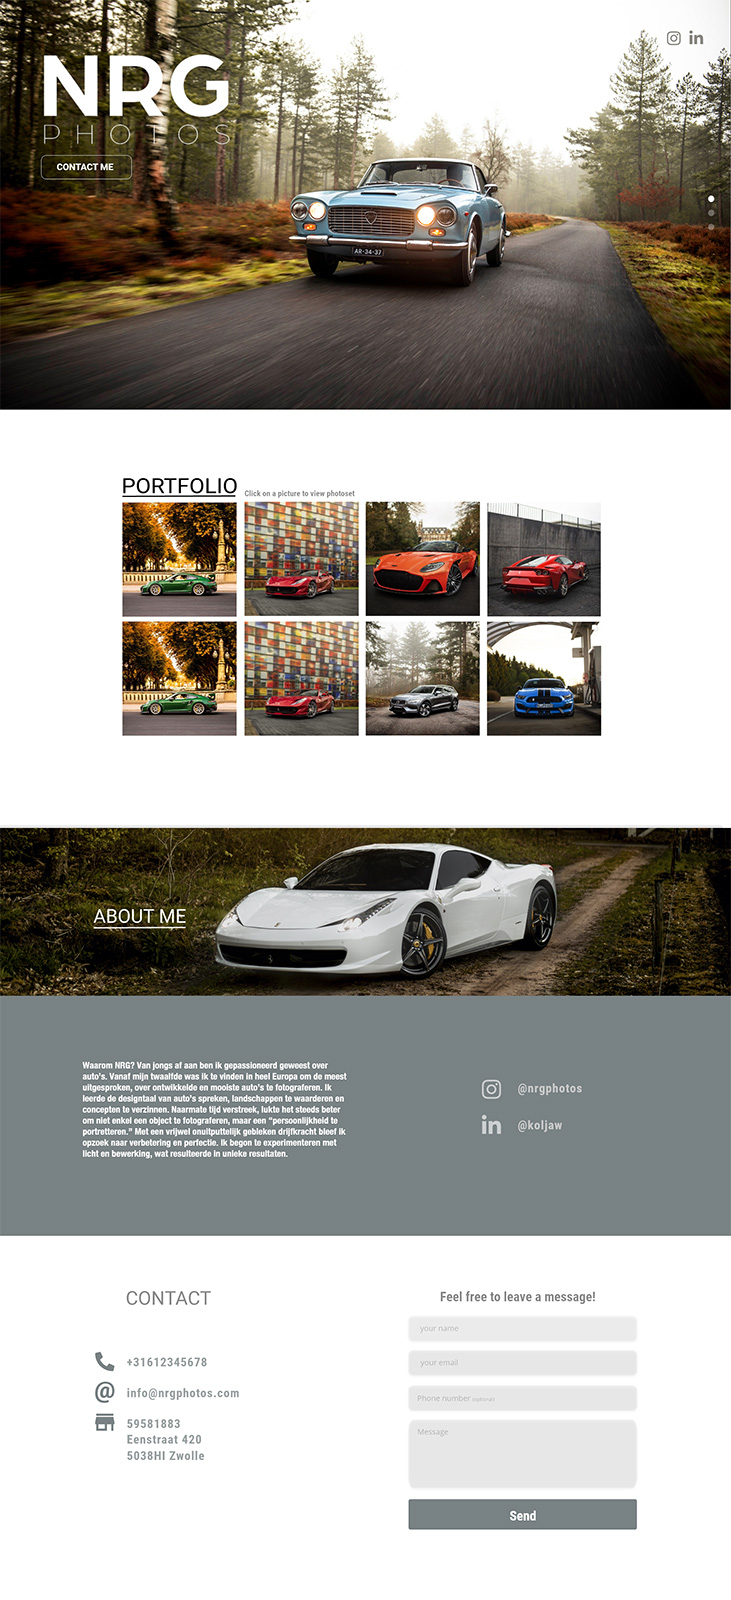 NRG
PHOTOS
CONTACT ME
AR-34-37
PORTFOLIO
Click on a picture to view photoset
ABOUT ME
Waarom NRG? Van jongs af aan ben ik gepassioneerd geweest over
auto's. Vanaf mijn twaalfde was ik te vinden in heel Europa om de meest
uitgesproken, over ontwikkelde en mooiste auto's te fotograferen. Ik
leerde de designtaal van auto's spreken, landschappen te waarderen en
concepten te verzinnen. Naarmate tijd verstreek, lukte het steeds beter
om niet enkel een object te fotograferen, maar een "persoonlijkheid te
portretteren." Met een vrijwel onuitputtelijk gebleken drijfkracht bleef ik
opzoek naar verbetering en perfectie. Ik begon te experimenteren met
licht en bewerking, wat resulteerde in unieke resultaten.
@nrgphotos
in @koljaw
CONTACT
+31612345678
info@nrgphotos.com
59581883
Eenstraat 420
5038HI Zwolle
Feel free to leave a message!
your name
your email
Phone number (optional)
Message
Send